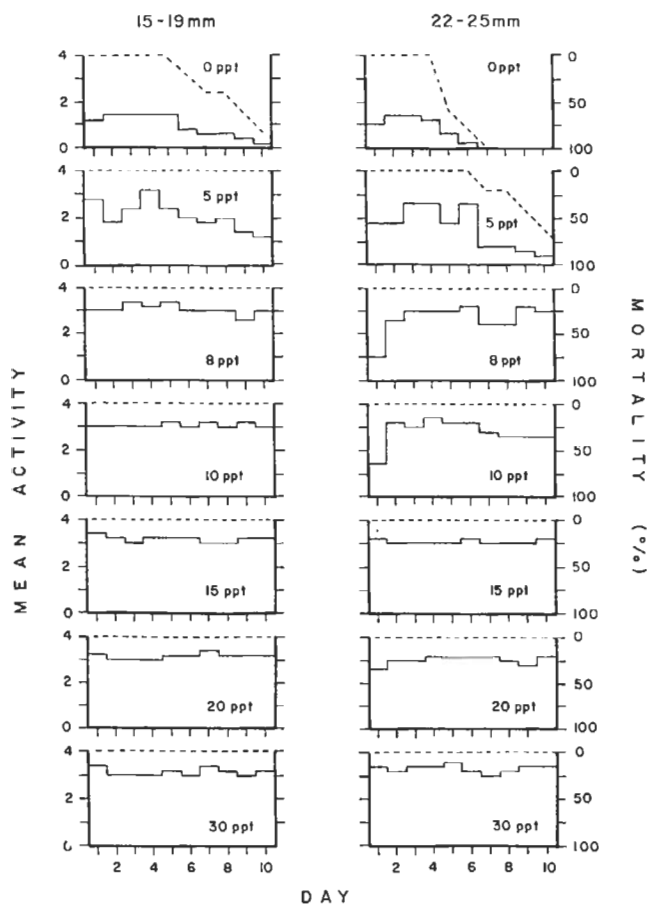 15-19mm 22-25mm
4 0 ppt 0 ppt 0
2 50
0 100
4 5 ppt 5 ppt 0
2 50
0 100
4 8 ppt 8 ppt 0
2 50
0 100
4 10 ppt 10 ppt 0
2 50
0 100
4 15 ppt 15 ppt 0
2 50
0 100
4 20 ppt 20 ppt 0
2 50
0 100
4 30 ppt 30 ppt 0
2 50
0 100
2 4 6 8 10 2 4 6 8 10
DAY
MEAN ACTIVITY
MORTALITY (%)